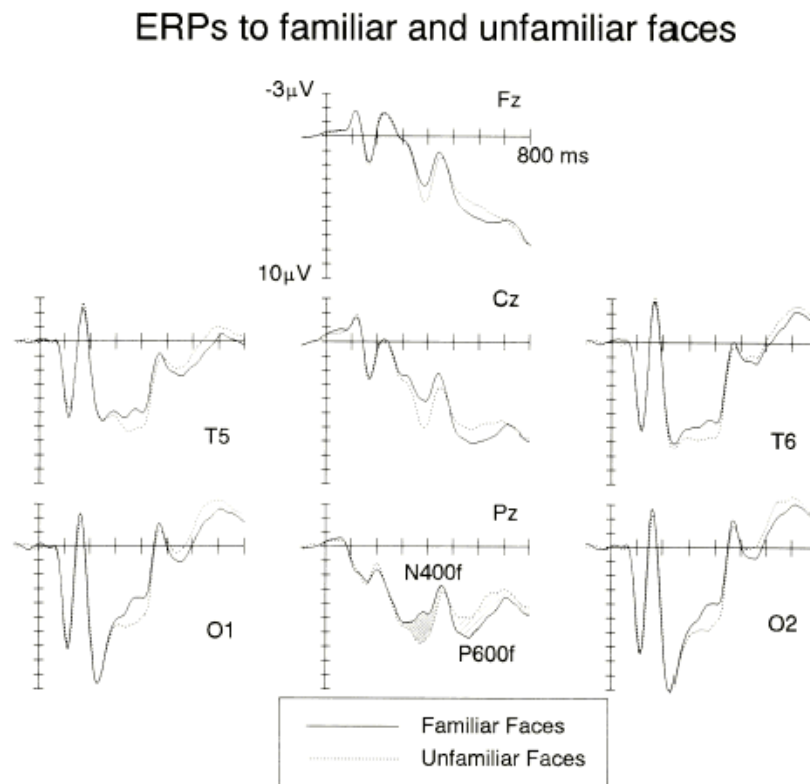 ERPs to familiar and unfamiliar faces
-3µV
Fz
800 ms
10µV
Cz
T5
T6
Pz
N400f
O1
O2
P600f
Familiar Faces
Unfamiliar Faces